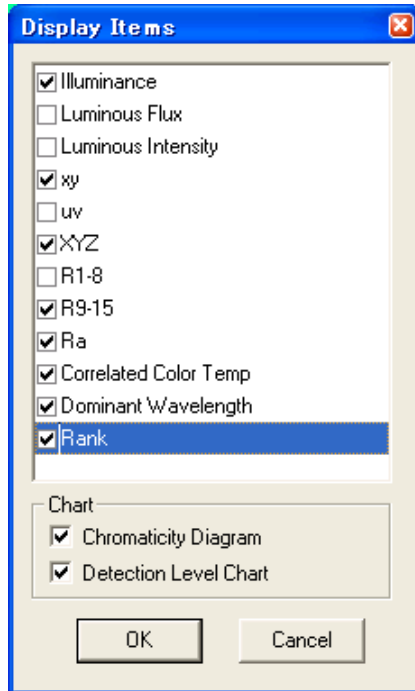 Display Items
Illuminance
Luminous Flux
Luminous Intensity
xy
uv
XYZ
R1-8
R9-15
Ra
Correlated Color Temp
Dominant Wavelength
Rank
Chart
Chromaticity Diagram
Detection Level Chart
OK
Cancel